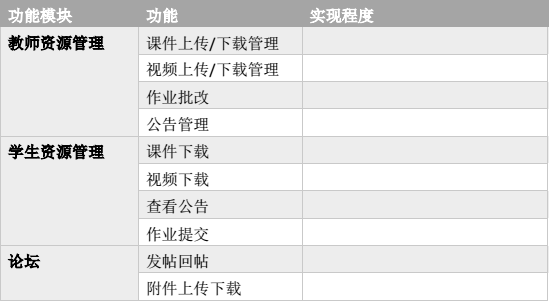 功能模块 功能 实现程度
教师资源管理 课件上传/下载管理
视频上传/下载管理
作业批改
公告管理
学生资源管理 课件下载
视频下载
查看公告
作业提交
论坛 发帖回帖
附件上传下载